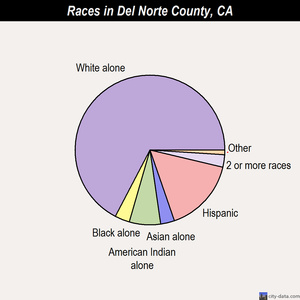 Races in Del Norte County, CA
White alone
Other
2 or more races
Hispanic
Black alone
Asian alone
American Indian
alone
city-data.com